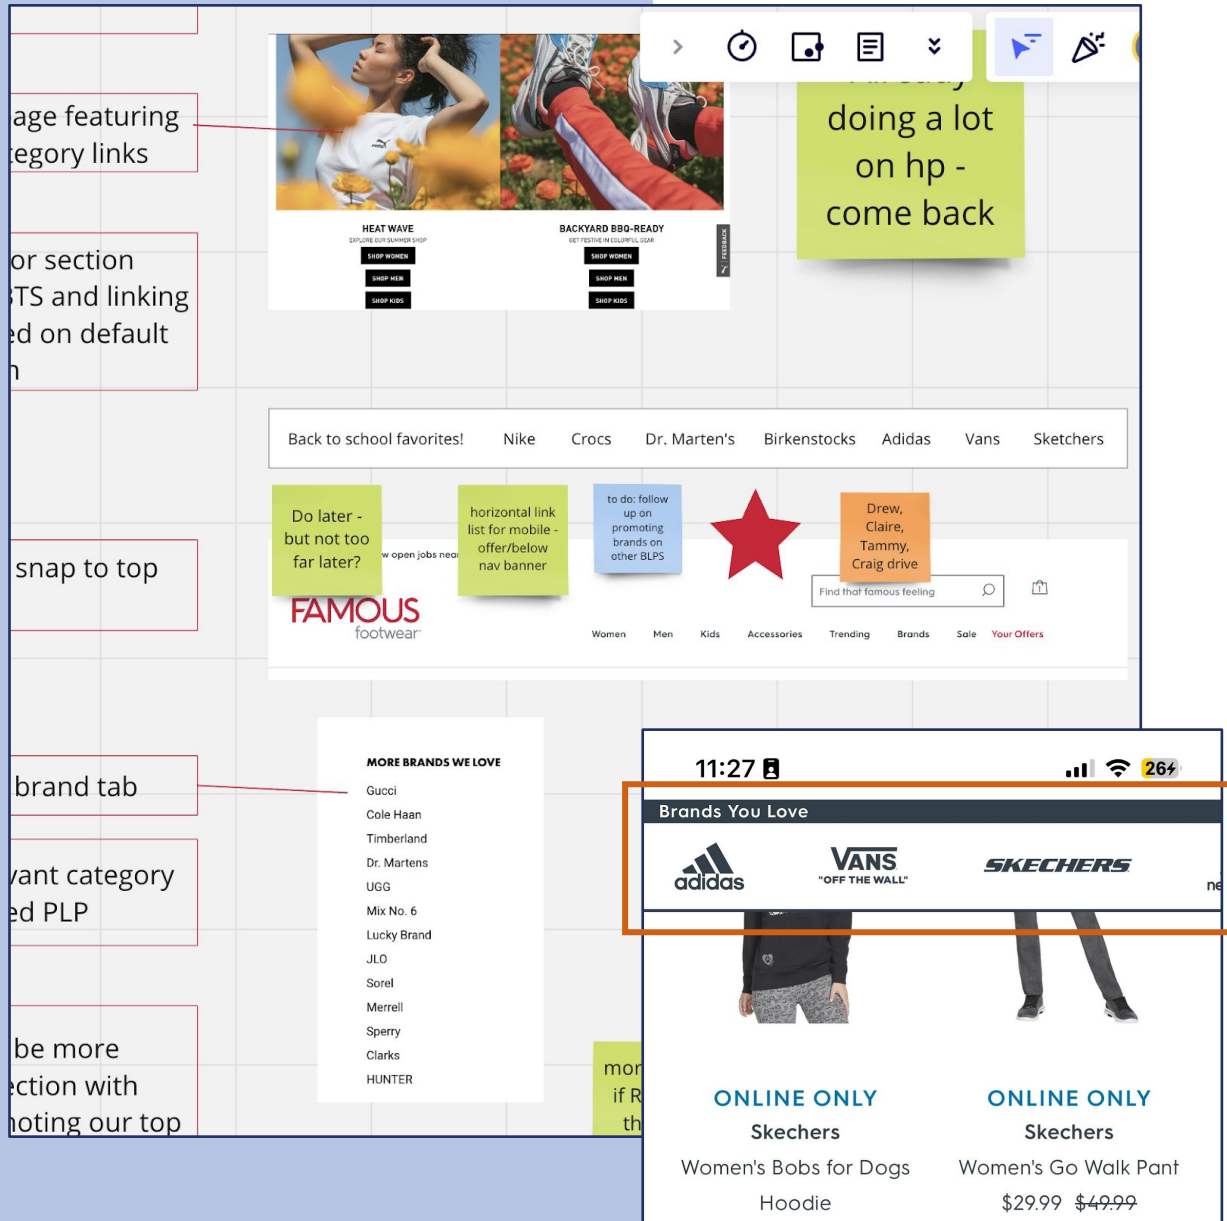 age featuring
egory links
or section
TS and linking
ed on default
snap to top
brand tab
vant category
ed PLP
be more
ection with
noting our top
HEAT WAVE
EXPLORE OUR SUMMER SHOP
SHOP WOMEN
SHOP MEN
SHOP KIDS
BACKYARD BBQ-READY
GET FESTIVE IN COLORFUL GEAR
SHOP WOMEN
SHOP MEN
SHOP KIDS
FEEDBACK
doing a lot
on hp -
come back
Back to school favorites! Nike Crocs Dr. Marten's Birkenstocks Adidas Vans Sketchers
Do later -
but not too
far later?
horizontal link
list for mobile -
offer/below
nav banner
to do: follow
up on
promoting
brands on
other BLPS
Drew,
Claire,
Tammy,
Craig drive
w open jobs near
FAMOUS
footwear
Find that famous feeling
Women Men Kids Accessories Trending Brands Sale Your Offers
MORE BRANDS WE LOVE
Gucci
Cole Haan
Timberland
Dr. Martens
UGG
Mix No. 6
Lucky Brand
JLO
Sorel
Merrell
Sperry
Clarks
HUNTER
mor
if R
th
11:27 26
Brands You Love
adidas
VANS
"OFF THE WALL"
SKECHERS
ne
ONLINE ONLY
Skechers
Women's Bobs for Dogs
Hoodie
ONLINE ONLY
Skechers
Women's Go Walk Pant
$29.99 $49.99